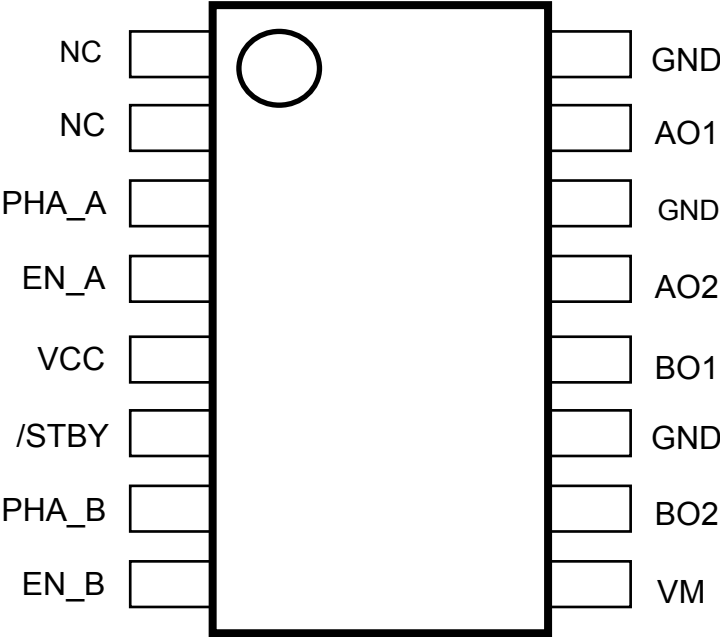 NC
GND
NC
AO1
PHA_A
GND
EN_A
AO2
VCC
BO1
/STBY
GND
PHA_B
BO2
EN_B
VM